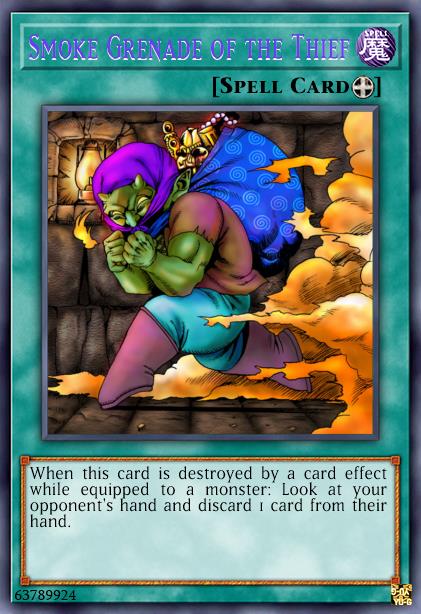 Smoke Grenade of the Thief
SPELL
魔
[Spell Card]
When this card is destroyed by a card effect
while equipped to a monster: Look at your
opponent's hand and discard 1 card from their
hand.
63789924